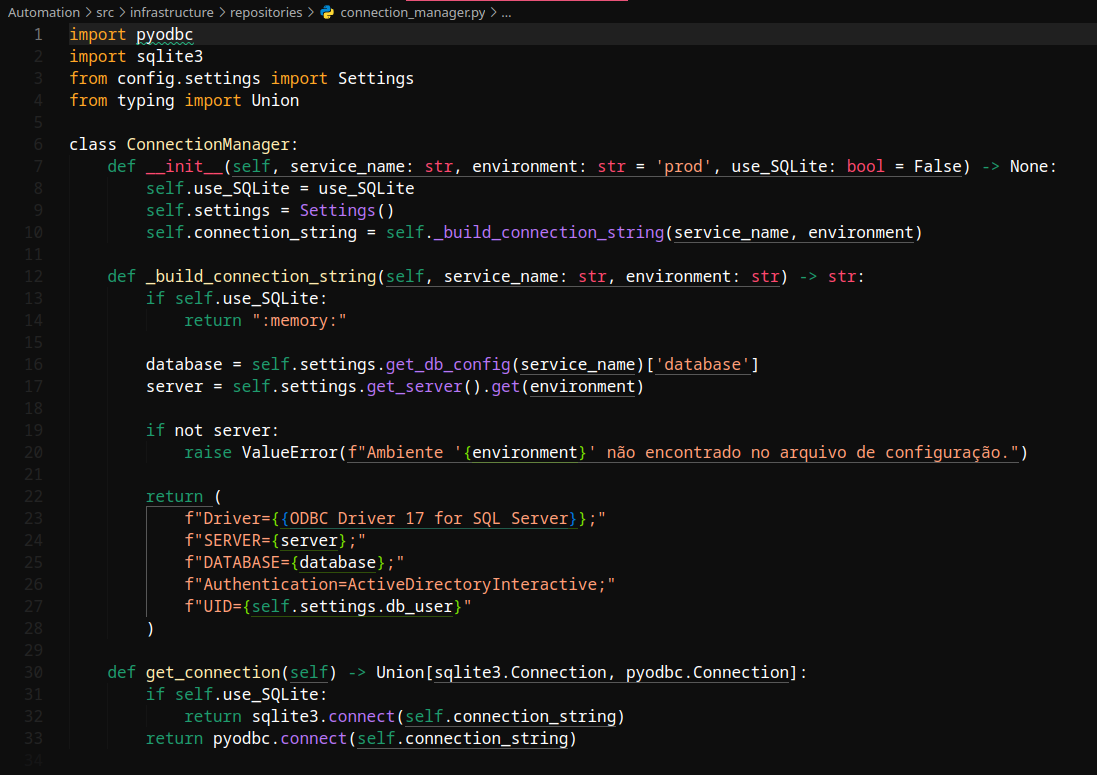 Automation > src > infrastructure > repositories > connection_manager.py > ...
1 import pyodbc
2 import sqlite3
3 from config.settings import Settings
4 from typing import Union
5
6 class ConnectionManager:
7     def __init__(self, service_name: str, environment: str = 'prod', use_SQLite: bool = False) -> None:
8         self.use_SQLite = use_SQLite
9         self.settings = Settings()
10         self.connection_string = self._build_connection_string(service_name, environment)
11
12     def _build_connection_string(self, service_name: str, environment: str) -> str:
13         if self.use_SQLite:
14             return ":memory:"
15
16         database = self.settings.get_db_config(service_name)['database']
17         server = self.settings.get_server().get(environment)
18
19         if not server:
20             raise ValueError(f"Ambiente '{environment}' não encontrado no arquivo de configuração.")
21
22         return (
23             f"Driver={{ODBC Driver 17 for SQL Server}};"
24             f"SERVER={server};"
25             f"DATABASE={database};"
26             f"Authentication=ActiveDirectoryInteractive;"
27             f"UID={self.settings.db_user}"
28         )
29
30     def get_connection(self) -> Union[sqlite3.Connection, pyodbc.Connection]:
31         if self.use_SQLite:
32             return sqlite3.connect(self.connection_string)
33         return pyodbc.connect(self.connection_string)
34